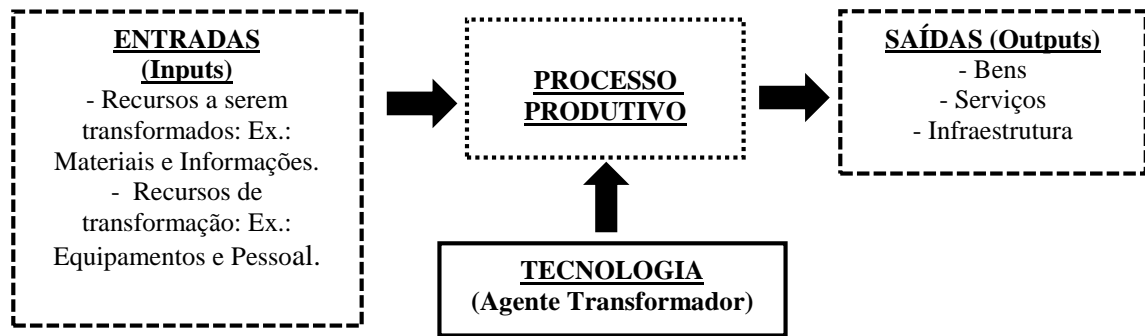 ENTRADAS
(Inputs)
- Recursos a serem
transformados: Ex.:
Materiais e Informações.
- Recursos de
transformação: Ex.:
Equipamentos e Pessoal.
PROCESSO
PRODUTIVO
SAÍDAS (Outputs)
- Bens
- Serviços
- Infraestrutura
TECNOLOGIA
(Agente Transformador)